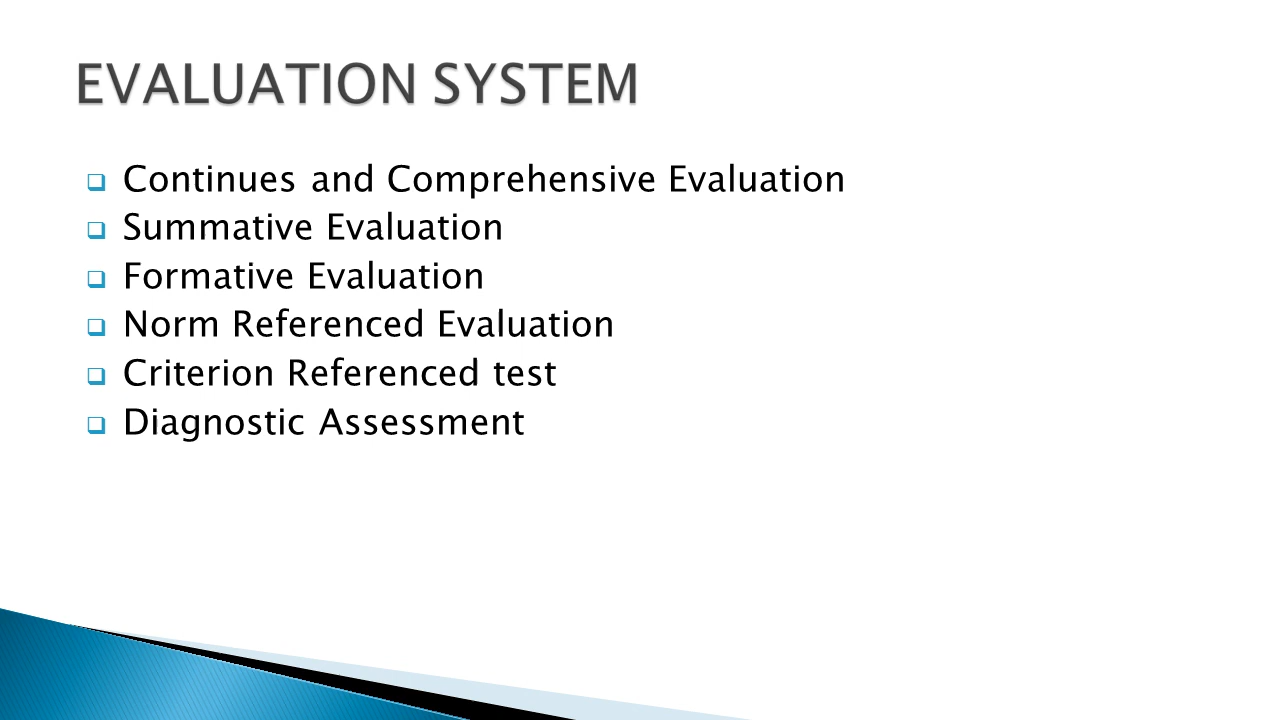 EVALUATION SYSTEM
Continues and Comprehensive Evaluation
Summative Evaluation
Formative Evaluation
Norm Referenced Evaluation
Criterion Referenced test
Diagnostic Assessment